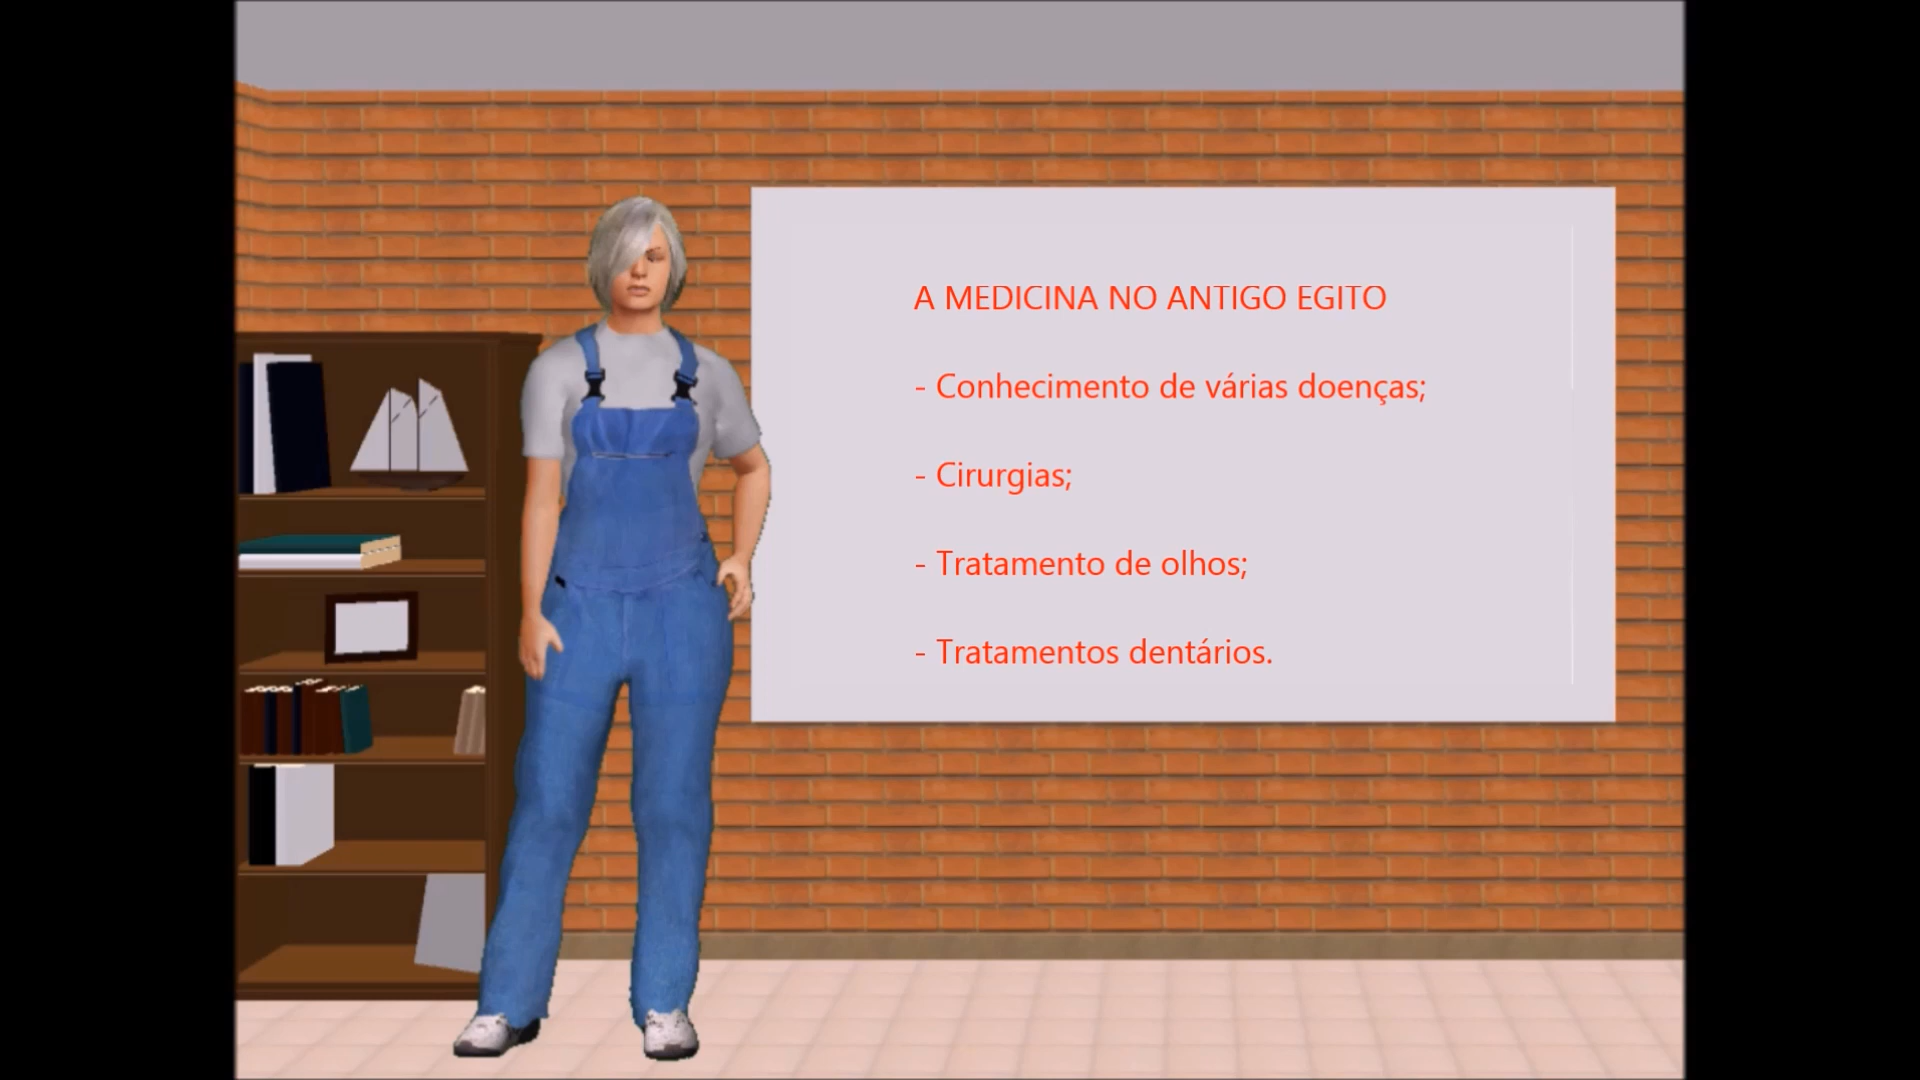 A MEDICINA NO ANTIGO EGITO
- Conhecimento de várias doenças;
- Cirurgias;
- Tratamento de olhos;
- Tratamentos dentários.